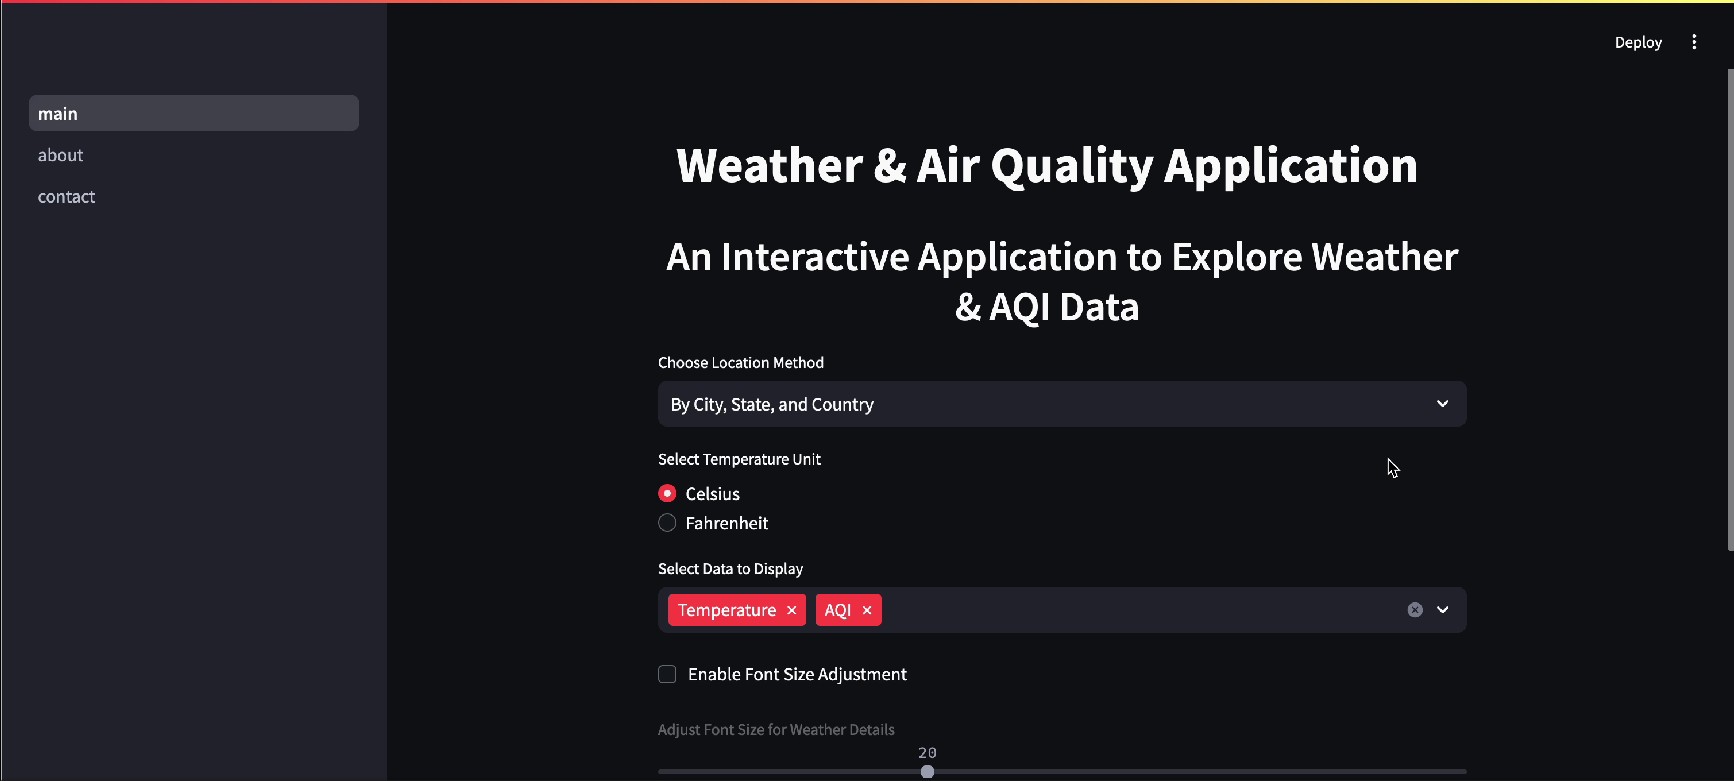 Deploy
main
about
contact
Weather & Air Quality Application
An Interactive Application to Explore Weather
& AQI Data
Choose Location Method
By City, State, and Country
Select Temperature Unit
Celsius
Fahrenheit
Select Data to Display
Temperature × AQI ×
Enable Font Size Adjustment
Adjust Font Size for Weather Details
20